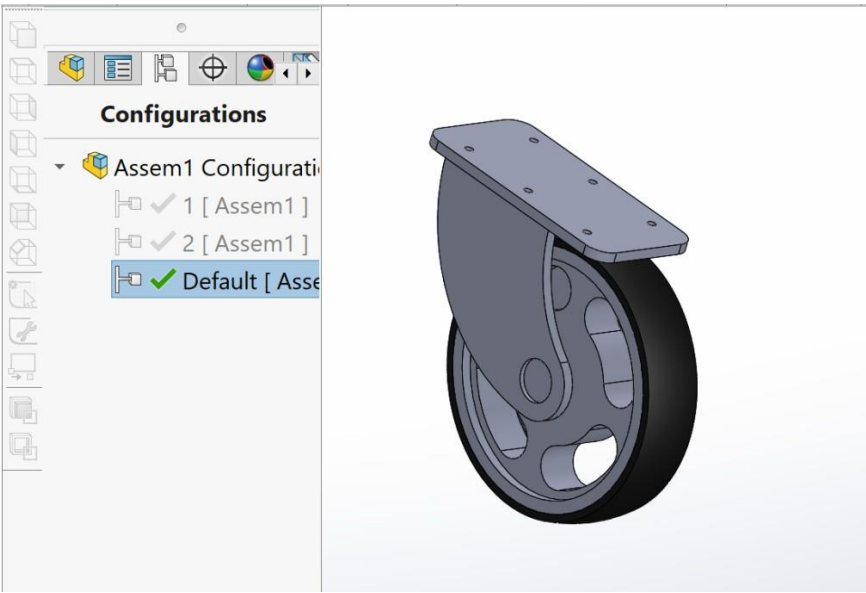 Configurations
Assem1 Configurati
1 [ Assem1 ]
2 [ Assem1 ]
Default [ Asse